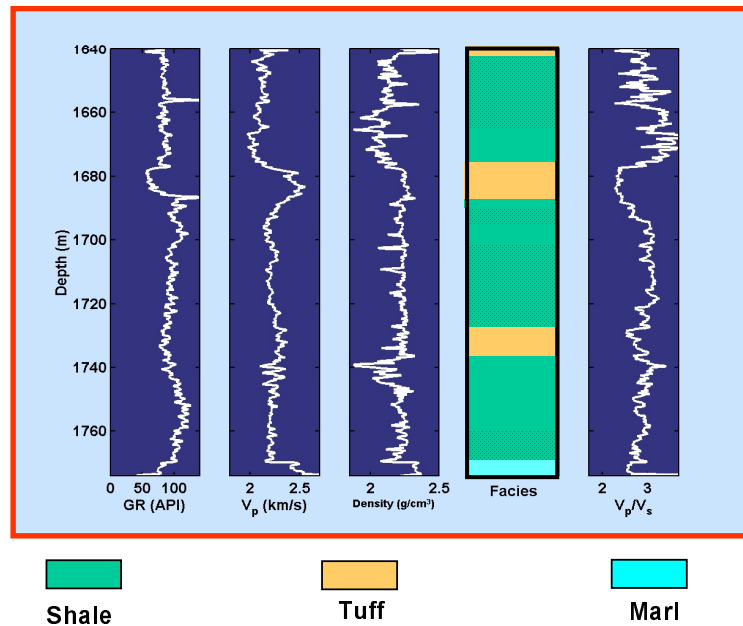 1640
1660
1680
1700
1720
1740
1760
Depth (m)
0 50 100
GR (API)
2 2.5
Vp (km/s)
2 2.5
Density (g/cm³)
Facies
2 3
Vp/Vs
Shale
Tuff
Marl